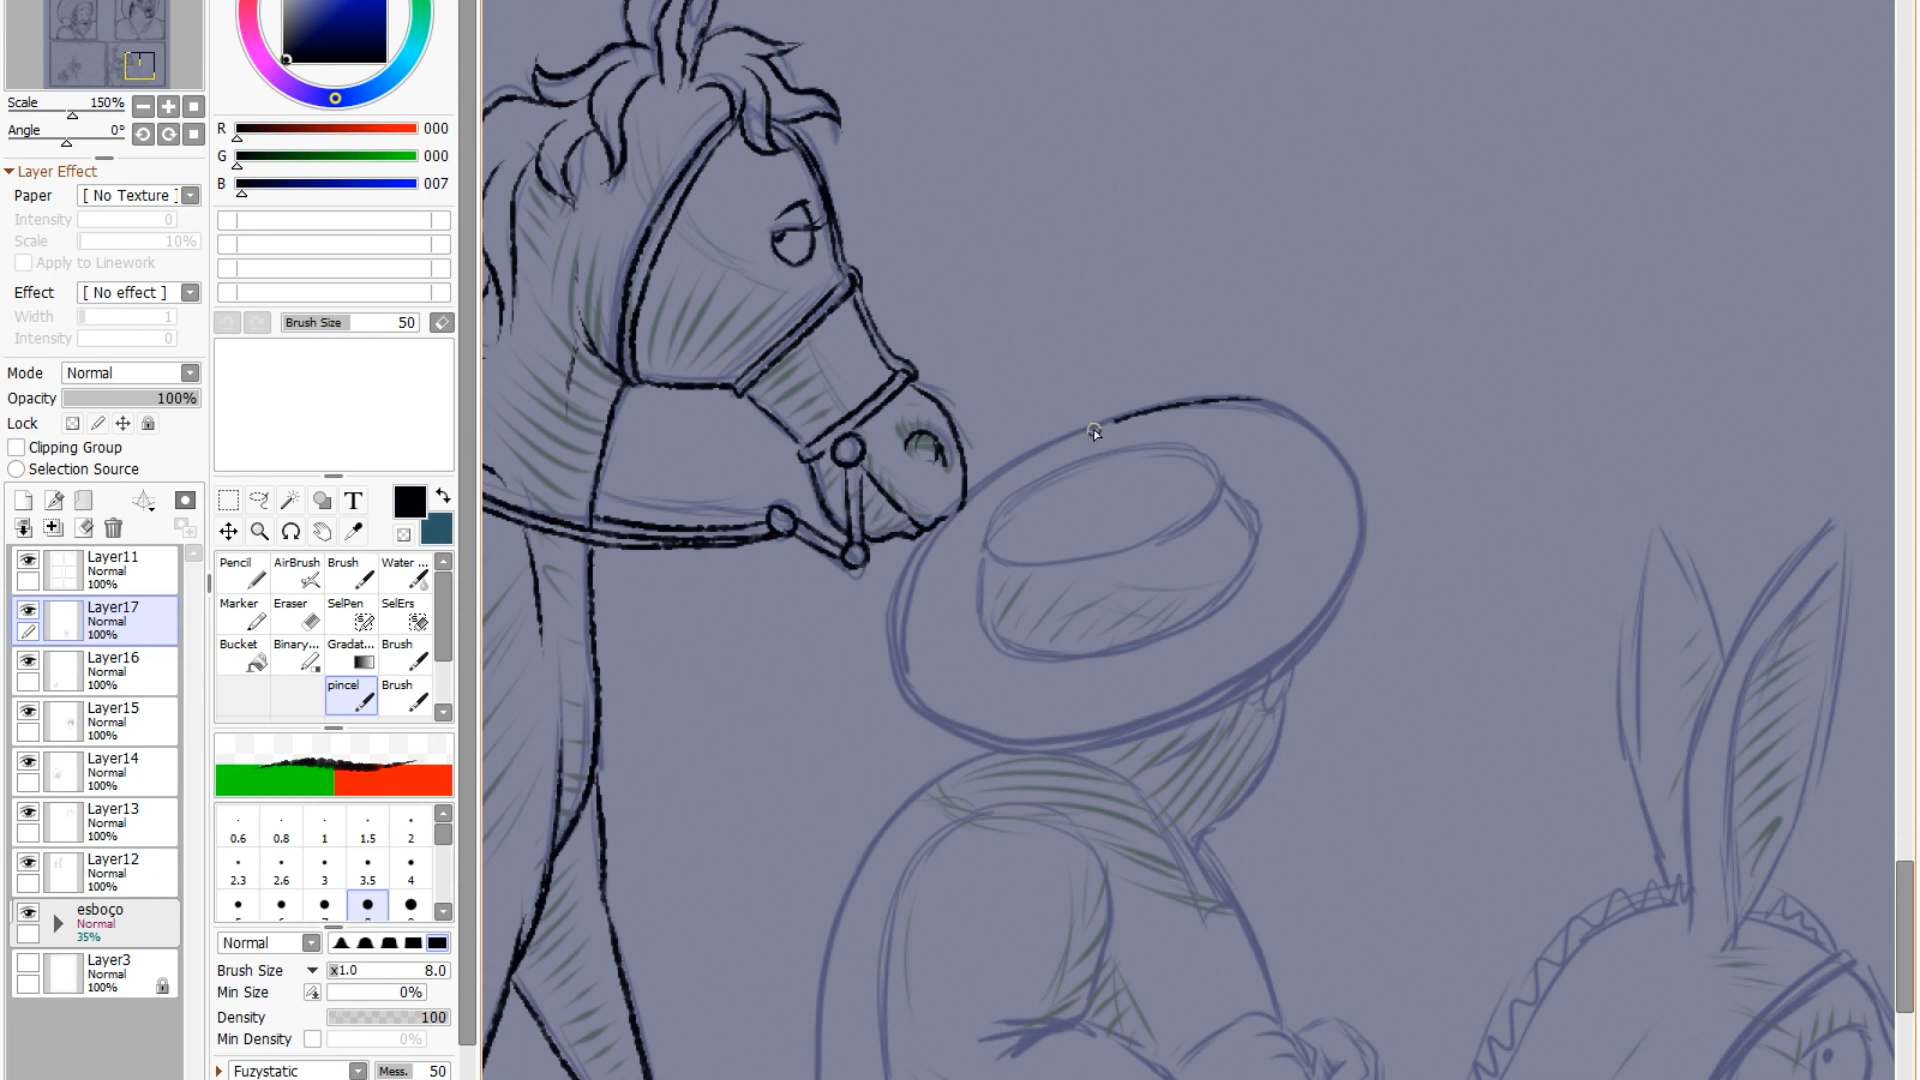 Scale 150%
Angle 0°
Layer Effect
Paper [ No Texture ]
Intensity 0
Scale 10%
Apply to Linework
Effect [ No effect ]
Width 1
Intensity 0
Mode Normal
Opacity 100%
Lock
Clipping Group
Selection Source
Layer11
Normal
100%
Layer17
Normal
100%
Layer16
Normal
100%
Layer15
Normal
100%
Layer14
Normal
100%
Layer13
Normal
100%
Layer12
Normal
100%
esboço
Normal
35%
Layer3
Normal
100%
R 000
G 000
B 007
Brush Size 50
T
Pencil AirBrush Brush Water ...
Marker Eraser SelPen SelErs
Bucket Binary... Gradat... Brush
pincel Brush
0.6 0.8 1 1.5 2
2.3 2.6 3 3.5 4
Normal
Brush Size x1.0 8.0
Min Size 0%
Density 100
Min Density 0%
Fuzystatic Mess. 50